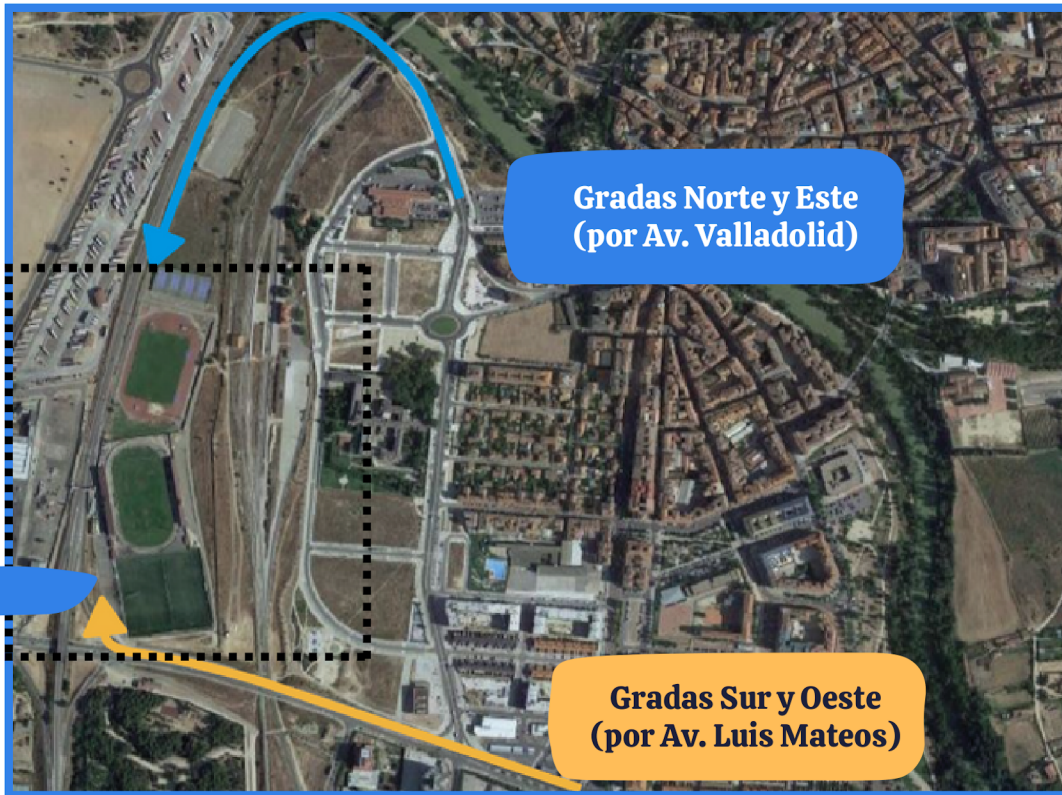 Gradas Norte y Este
(por Av. Valladolid)
Gradas Sur y Oeste
(por Av. Luis Mateos)